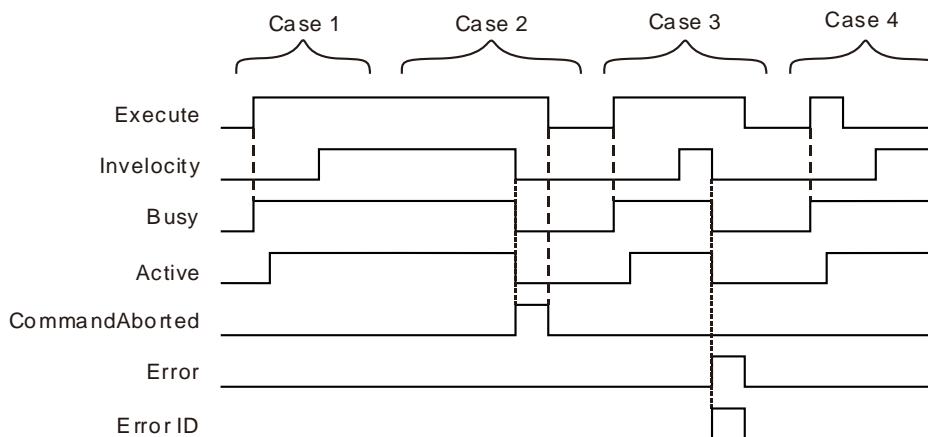 Case 1
Case 2
Case 3
Case 4
Execute
Invelocity
Busy
Active
CommandAborted
Error
Error ID